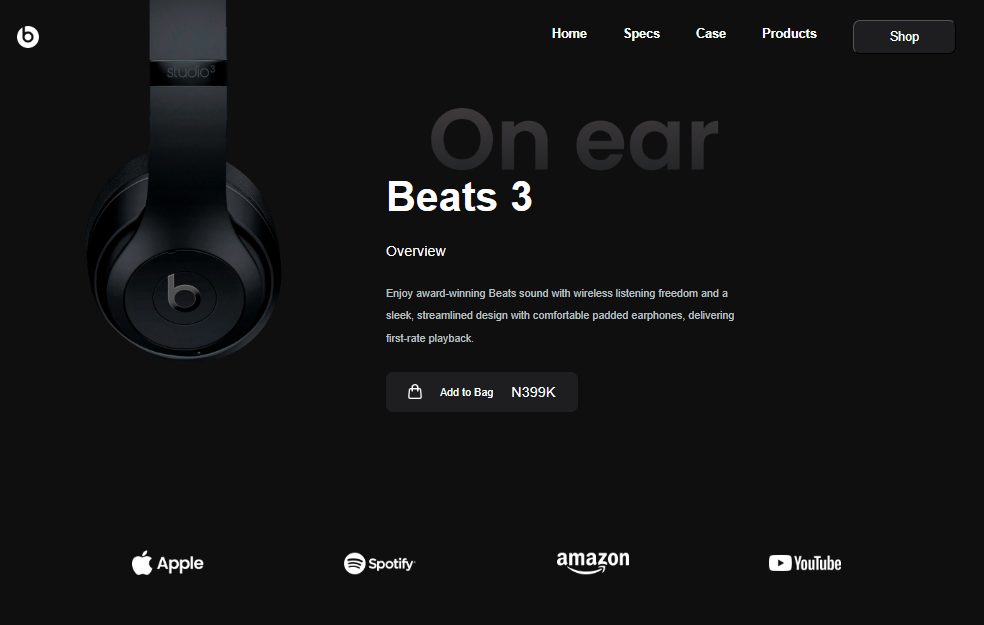 Home Specs Case Products Shop
studio3
On ear
Beats 3
Overview
Enjoy award-winning Beats sound with wireless listening freedom and a
sleek, streamlined design with comfortable padded earphones, delivering
first-rate playback.
Add to Bag N399K
Apple Spotify amazon YouTube